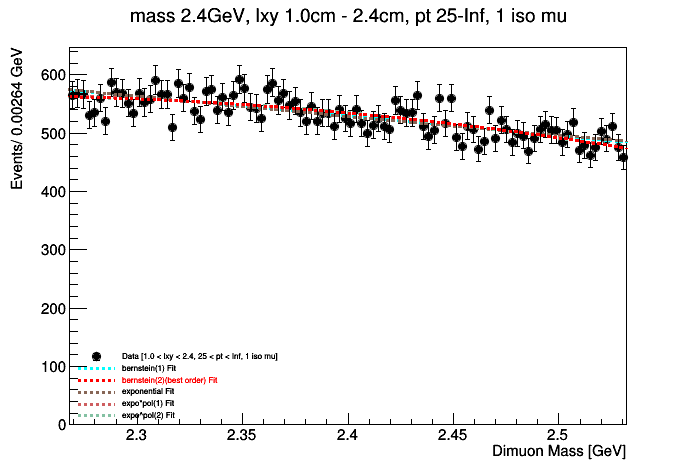 mass 2.4GeV, lxy 1.0cm - 2.4cm, pt 25-Inf, 1 iso mu
Events/ 0.00264 GeV
600
500
400
300
200
100
0
Data [1.0 < lxy < 2.4, 25 < pt < Inf, 1 iso mu]
bernstein(1) Fit
bernstein(2)(best order) Fit
exponential Fit
expo*pol(1) Fit
expo*pol(2) Fit
2.3
2.35
2.4
2.45
2.5
Dimuon Mass [GeV]